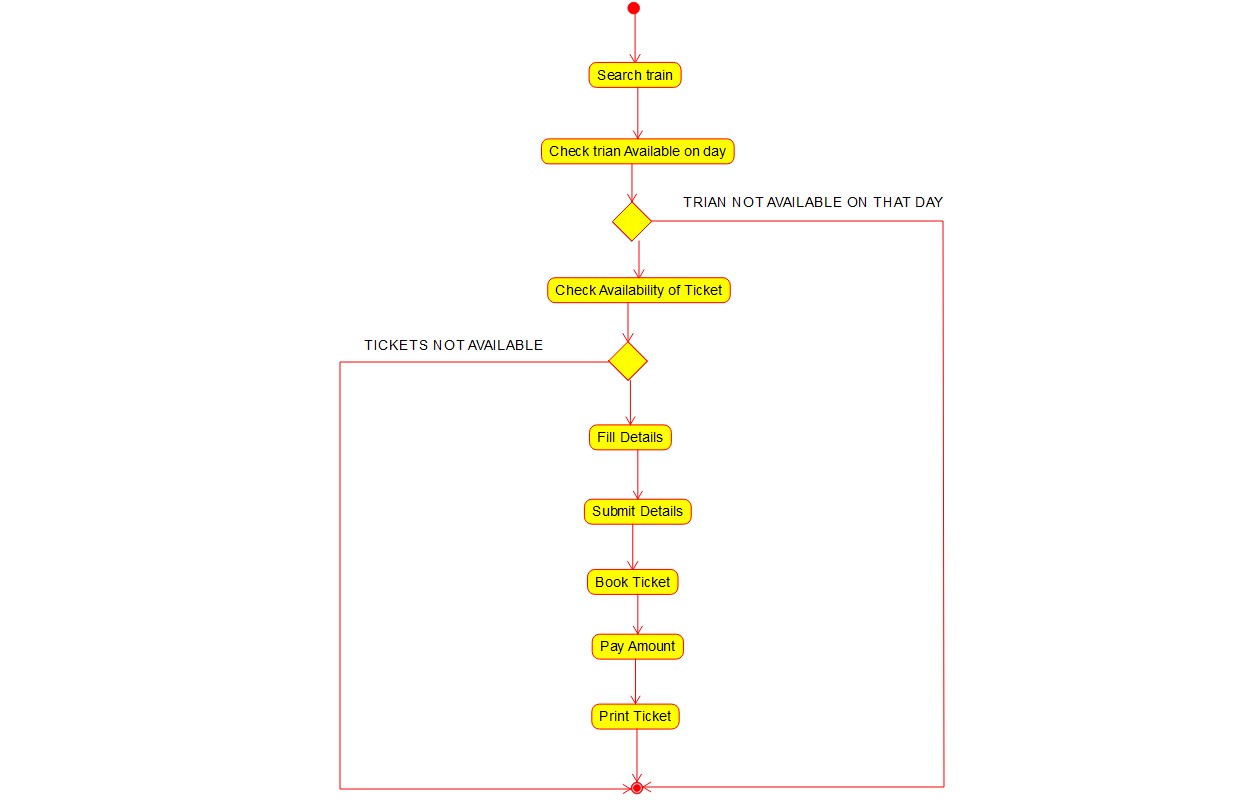 Search train
Check trian Available on day
TRIAN NOT AVAILABLE ON THAT DAY
Check Availability of Ticket
TICKETS NOT AVAILABLE
Fill Details
Submit Details
Book Ticket
Pay Amount
Print Ticket